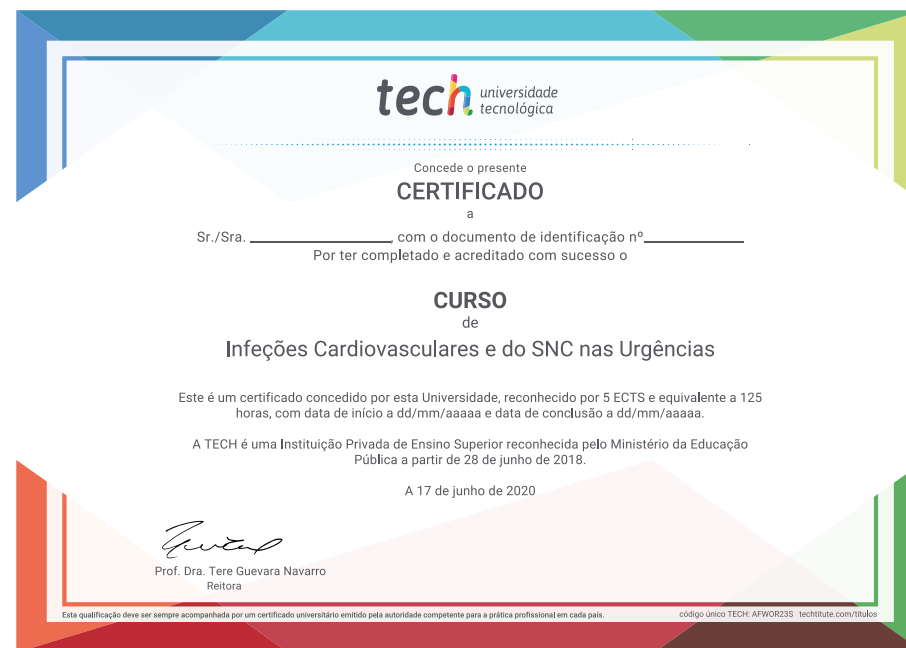 tech universidade
tecnológica
Concede o presente
CERTIFICADO
a
Sr./Sra. ____________, com o documento de identificação nº____________
Por ter completado e acreditado com sucesso o
CURSO
de
Infeções Cardiovasculares e do SNC nas Urgências
Este é um certificado concedido por esta Universidade, reconhecido por 5 ECTS e equivalente a 125
horas, com data de início a dd/mm/aaaaa e data de conclusão a dd/mm/aaaaa.
A TECH é uma Instituição Privada de Ensino Superior reconhecida pelo Ministério da Educação
Pública a partir de 28 de junho de 2018.
A 17 de junho de 2020
Prof. Dra. Tere Guevara Navarro
Reitora
Esta qualificação deve ser sempre acompanhada por um certificado universitário emitido pela autoridade competente para a prática profissional em cada país.
código único TECH: AFWOR23S techtitute.com/titulos